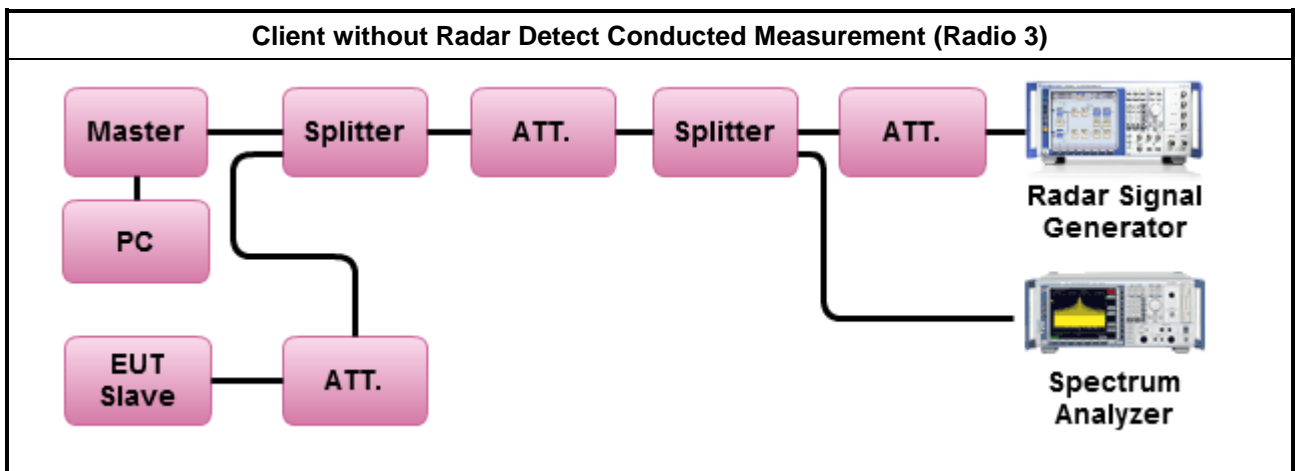 Client without Radar Detect Conducted Measurement (Radio 3)
Master
Splitter
ATT.
Splitter
ATT.
Radar Signal
Generator
PC
EUT
Slave
ATT.
Spectrum
Analyzer